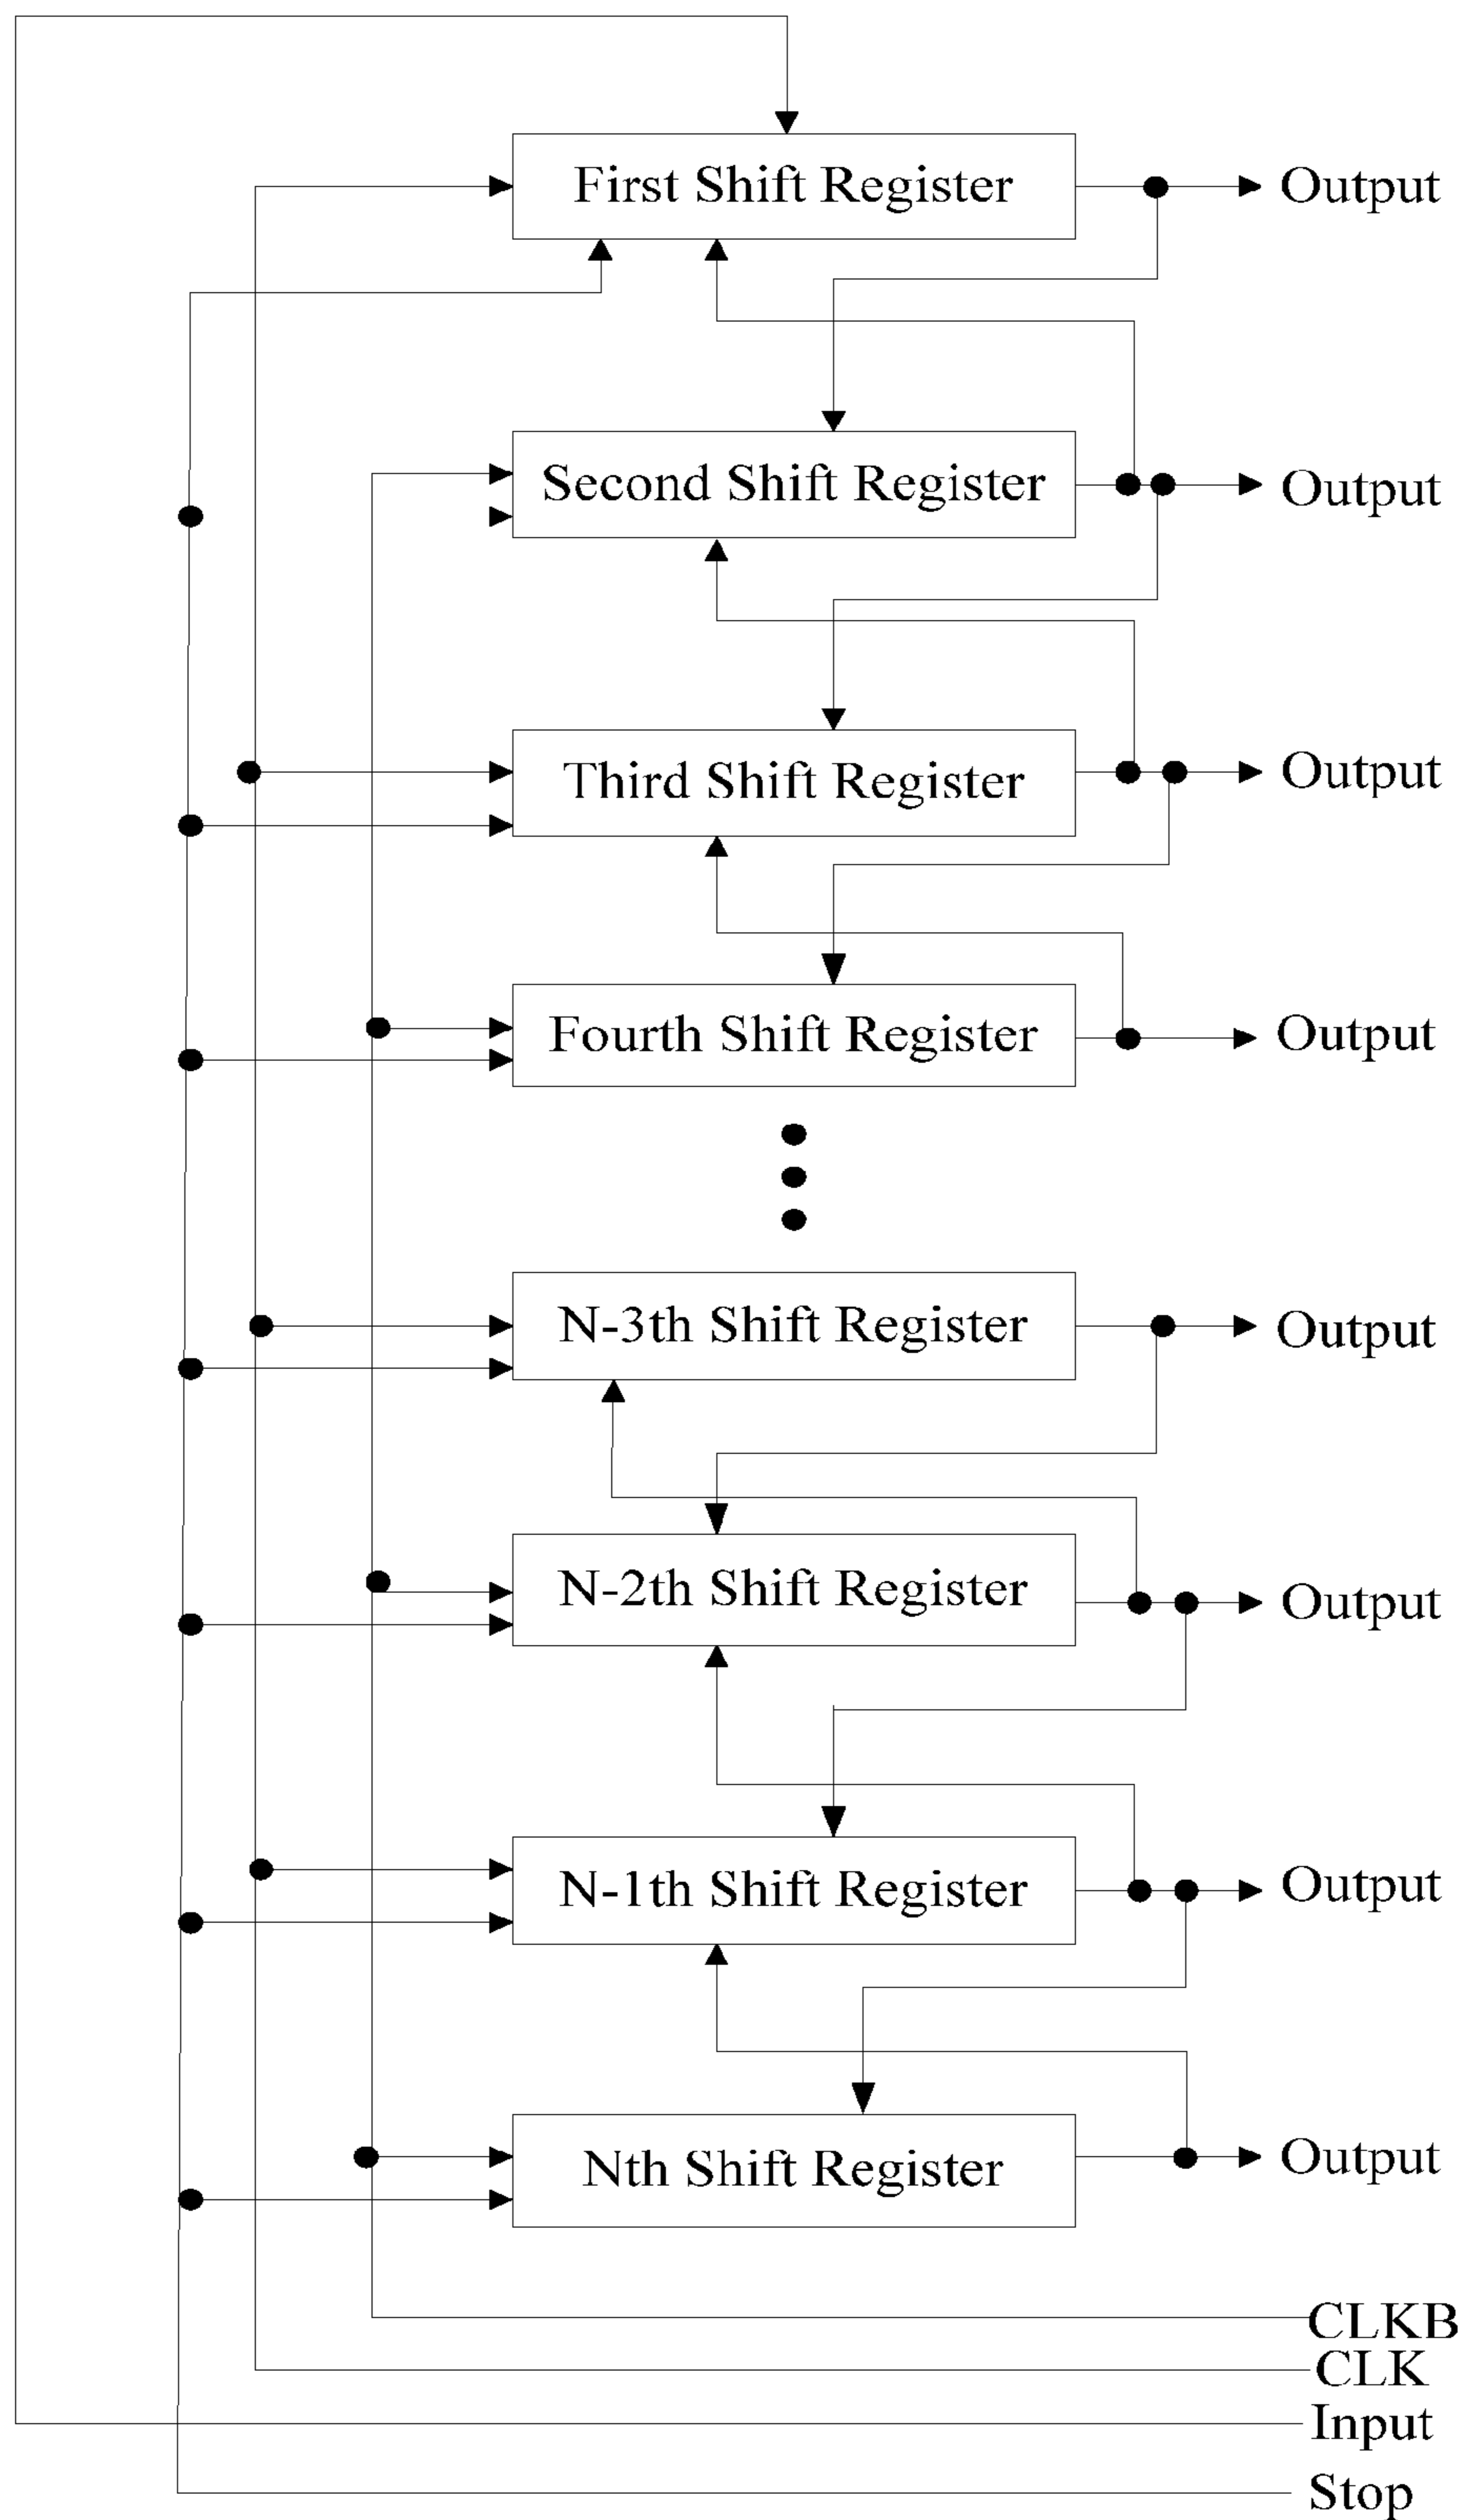 First Shift Register
Output
Second Shift Register
Output
Third Shift Register
Output
Fourth Shift Register
Output
N-3th Shift Register
Output
N-2th Shift Register
Output
N-1th Shift Register
Output
Nth Shift Register
Output
CLKB
CLK
Input
Stop